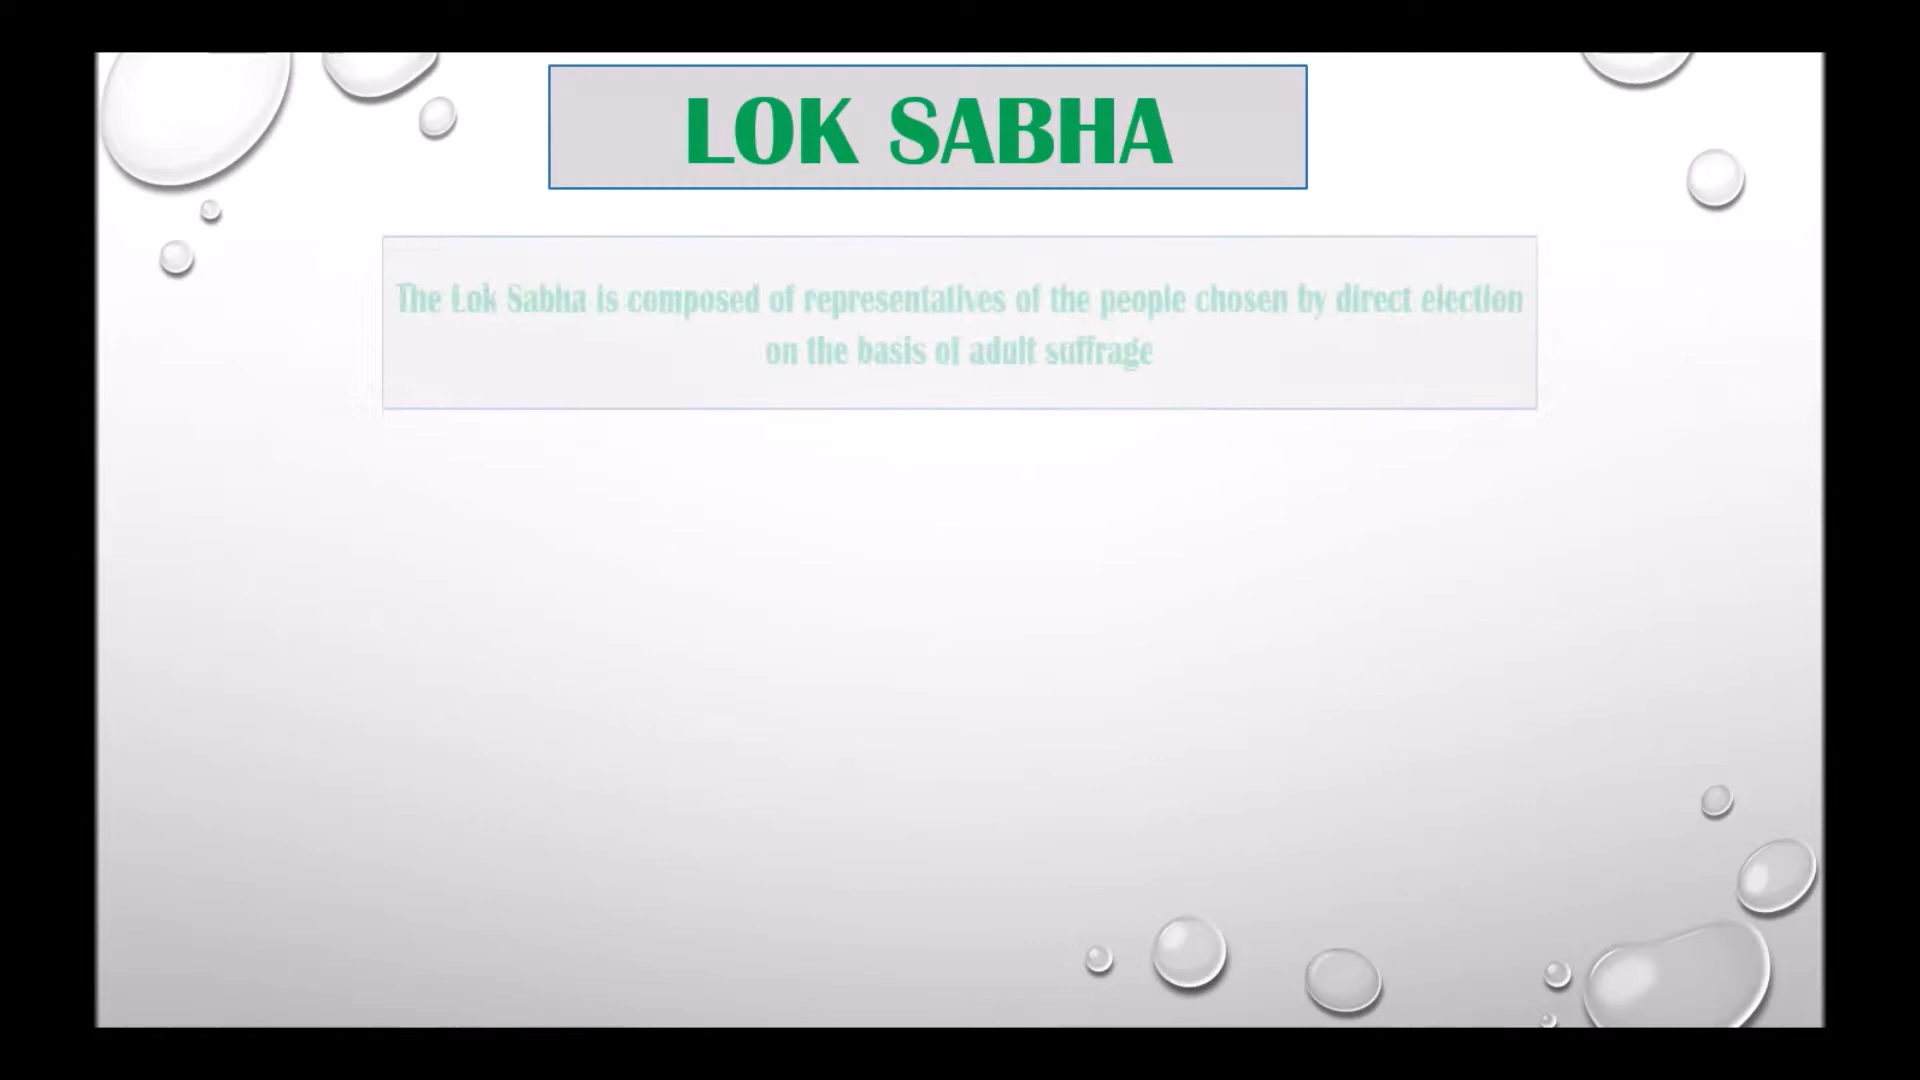 LOK SABHA
The Lok Sabha is composed of representatives of the people chosen by direct election
on the basis of adult suffrage